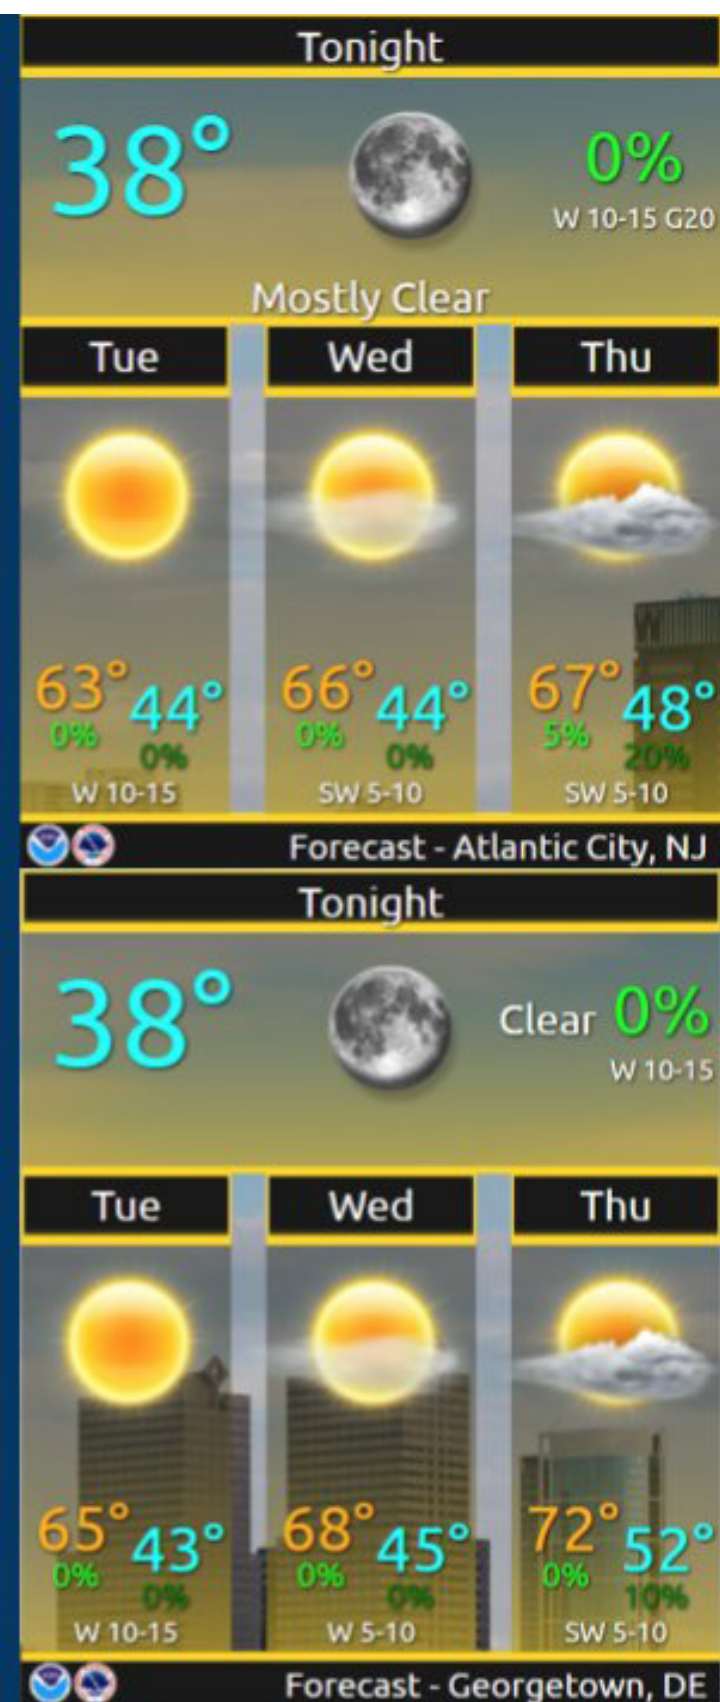 Tonight
38° 0%
W 10-15 G20
Mostly Clear
Tue Wed Thu
63° 44° 66° 44° 67° 48°
0% 0% 0% 0% 5% 20%
W 10-15 SW 5-10 SW 5-10
Forecast - Atlantic City, NJ
Tonight
38° Clear 0%
W 10-15
Tue Wed Thu
65° 43° 68° 45° 72° 52°
0% 0% 0% 0% 0% 10%
W 10-15 W 5-10 SW 5-10
Forecast - Georgetown, DE